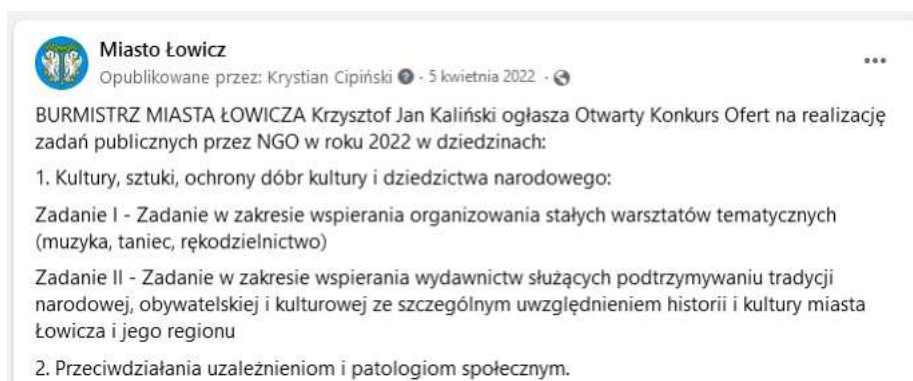 Miasto Łowicz
Opublikowane przez: Krystian Cipiński · 5 kwietnia 2022 ·
BURMISTRZ MIASTA ŁOWICZA Krzysztof Jan Kaliński ogłasza Otwarty Konkurs Ofert na realizację
zadań publicznych przez NGO w roku 2022 w dziedzinach:
1. Kultury, sztuki, ochrony dóbr kultury i dziedzictwa narodowego:
Zadanie I - Zadanie w zakresie wspierania organizowania stałych warsztatów tematycznych
(muzyka, taniec, rękodzielnictwo)
Zadanie II - Zadanie w zakresie wspierania wydawnictw służących podtrzymywaniu tradycji
narodowej, obywatelskiej i kulturowej ze szczególnym uwzględnieniem historii i kultury miasta
Łowicza i jego regionu
2. Przeciwdziałania uzależnieniom i patologiom społecznym.